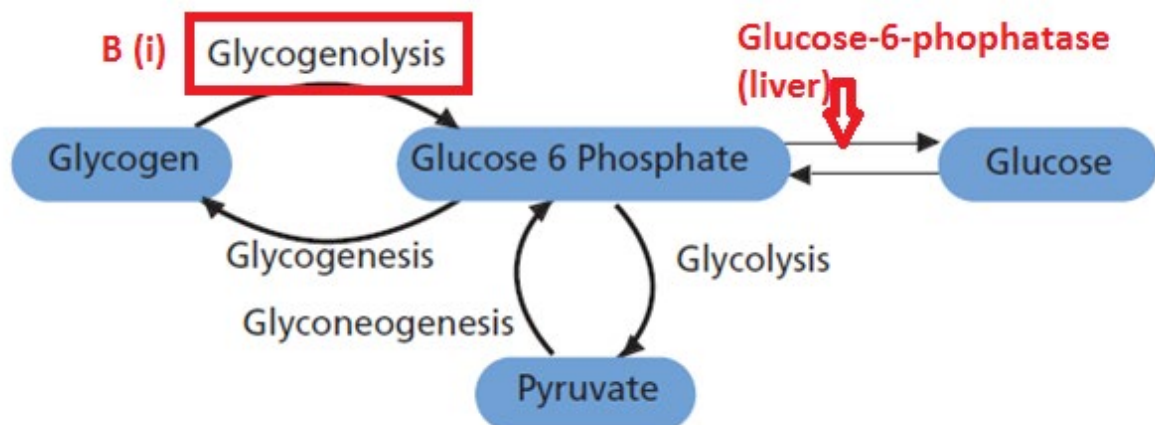 B (i)
Glycogenolysis
Glucose-6-phophatase
(liver)
Glycogen
Glucose 6 Phosphate
Glucose
Glycogenesis
Glycolysis
Glyconeogenesis
Pyruvate